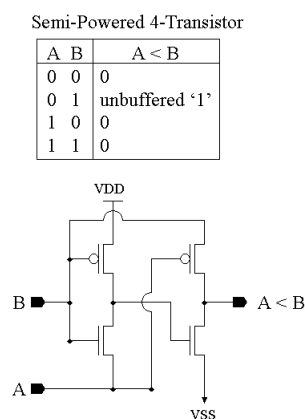 Semi-Powered 4-Transistor
A B A < B
0 0 0
0 1 unbuffered ‘1’
1 0 0
1 1 0
VDD
B A < B
A
VSS